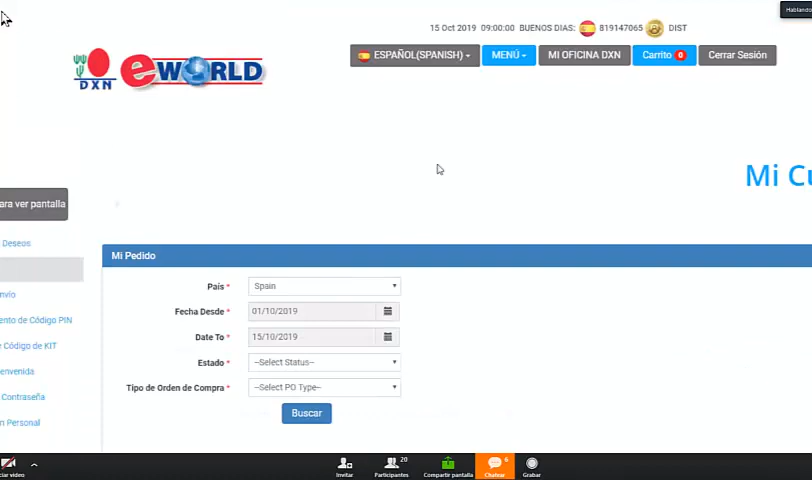 Hablando
15 Oct 2019 09:00:00 BUENOS DIAS: 819147065 DIST
DXN eWORLD
ESPAÑOL(SPANISH) MENÚ MI OFICINA DXN Carrito 0 Cerrar Sesión
Mi Cu
ara ver pantalla
Deseos
Mi Pedido
País * Spain
nvío
Fecha Desde * 01/10/2019
ento de Código PIN
Date To * 15/10/2019
e Código de KIT
Estado * --Select Status--
envenida
Tipo de Orden de Compra * --Select PO Type--
Contraseña
Buscar
n Personal
ciar video Invitar Participantes 20 Compartir pantalla Chatear 6 Grabar